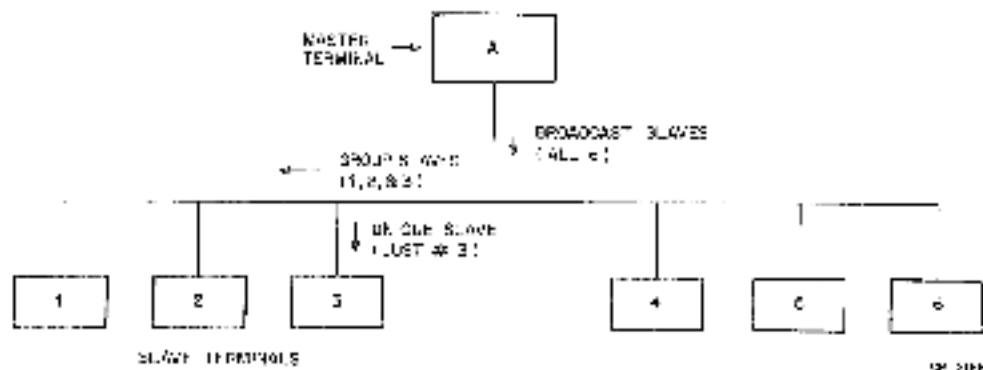 MASTER
TERMINAL
A
BROADCAST SLAVES
(ALL 6)
GROUP SLAVES
(1,2,&3)
UNIQUE SLAVE
(JUST # 3)
1
2
3
4
6
SLAVE TERMINALS